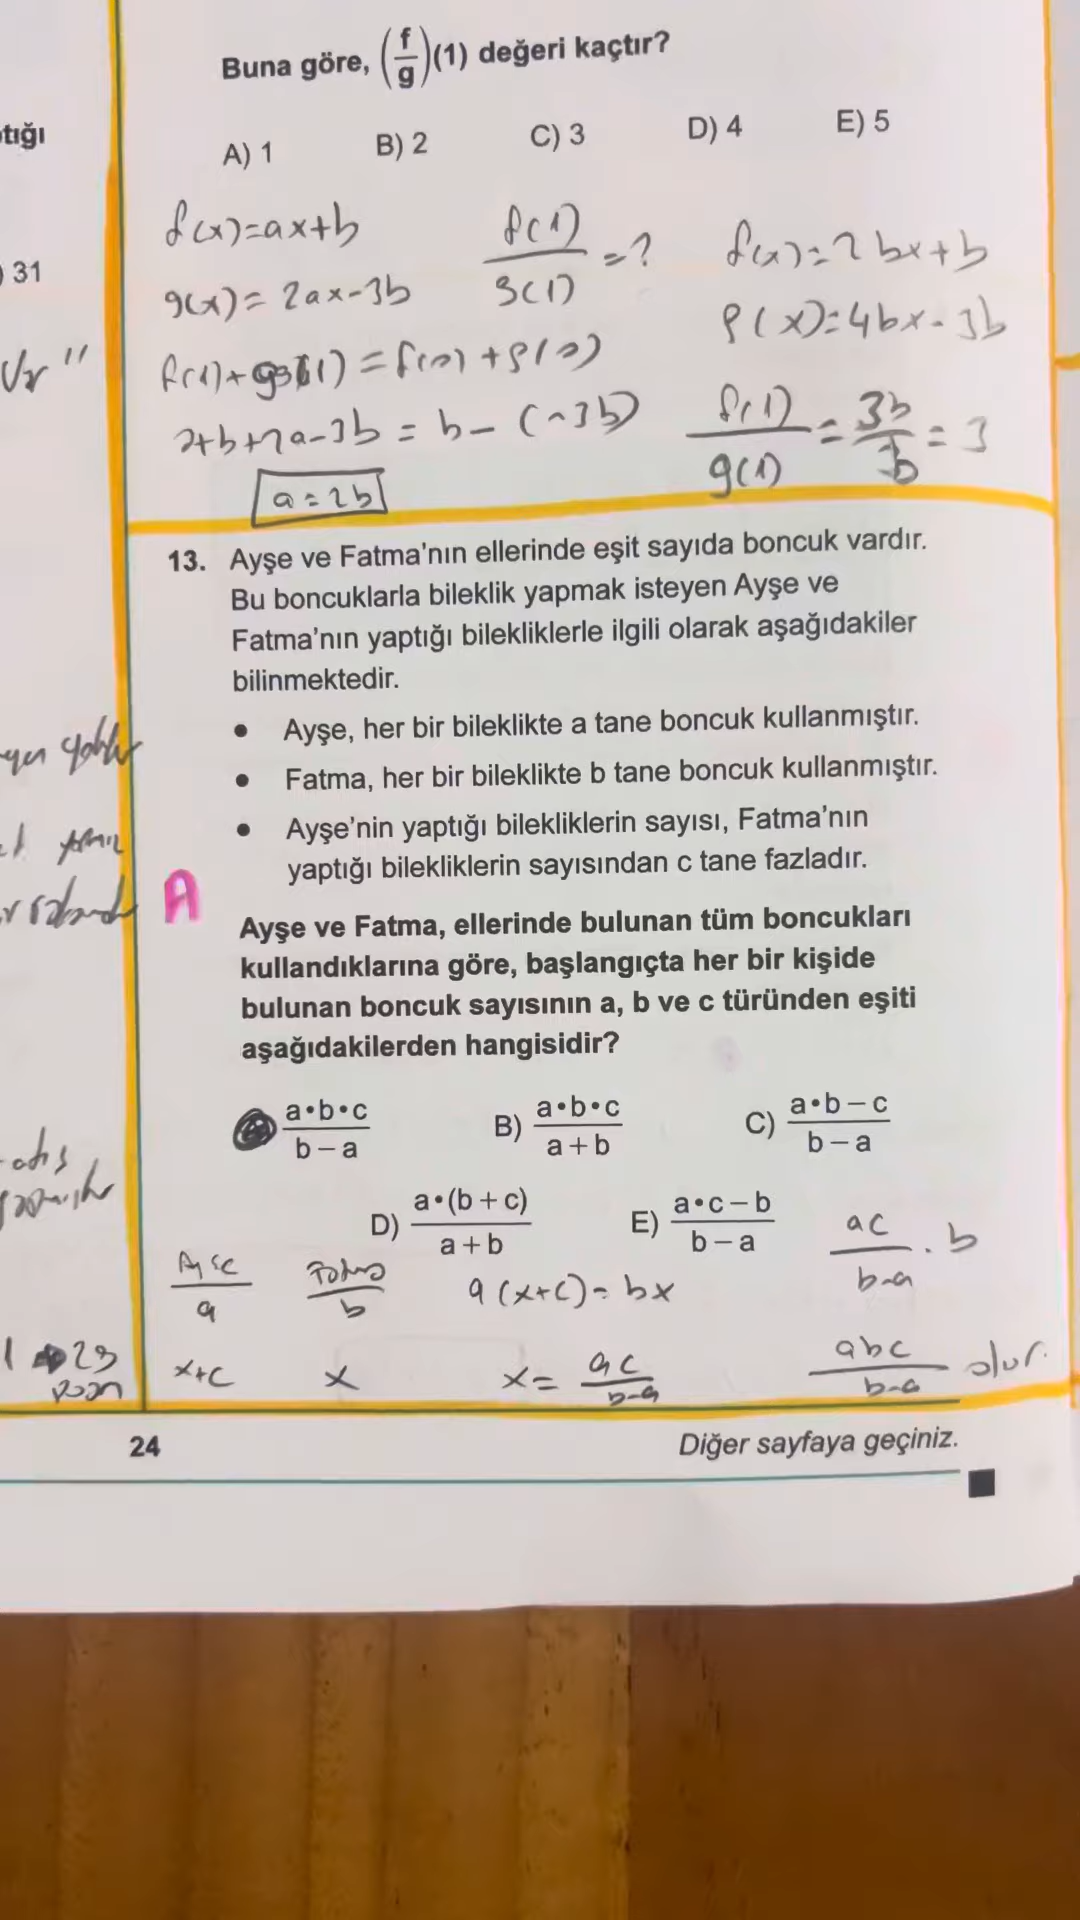 Buna göre, (f/g)(1) değeri kaçtır?
tığı
A) 1 B) 2 C) 3 D) 4 E) 5
f(x)=ax+b f(1)/g(1) =? f(x)=2bx+b
31
g(x)= 2ax-3b g(x)=4bx-3b
f(1)+g(1) = f(0)+g(0)
a+b+2a-3b = b-(-3b) f(1)/g(1) = 3b/b = 3
a=2b
13. Ayşe ve Fatma'nın ellerinde eşit sayıda boncuk vardır.
Bu boncuklarla bileklik yapmak isteyen Ayşe ve
Fatma'nın yaptığı bilekliklerle ilgili olarak aşağıdakiler
bilinmektedir.
• Ayşe, her bir bileklikte a tane boncuk kullanmıştır.
• Fatma, her bir bileklikte b tane boncuk kullanmıştır.
• Ayşe'nin yaptığı bilekliklerin sayısı, Fatma'nın
yaptığı bilekliklerin sayısından c tane fazladır.
A
Ayşe ve Fatma, ellerinde bulunan tüm boncukları
kullandıklarına göre, başlangıçta her bir kişide
bulunan boncuk sayısının a, b ve c türünden eşiti
aşağıdakilerden hangisidir?
a•b•c/b – a B) a•b•c/a + b C) a•b – c/b – a
D) a•(b + c)/a + b E) a•c – b/b – a
Ayşe/a Fatma/b a(x+c)= bx ac/b-a . b
x+c x x= ac/b-a abc/b-a olur.
24 Diğer sayfaya geçiniz.